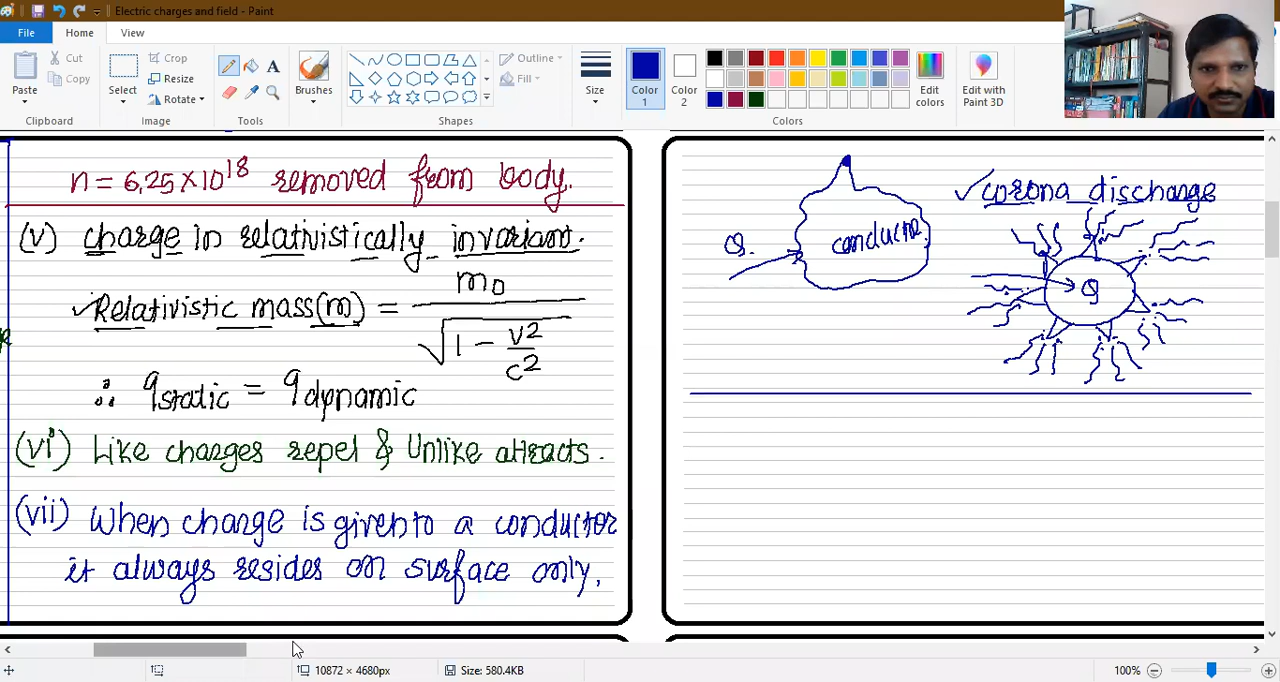 Electric charges and field - Paint
File
Home
View
Paste
Cut
Copy
Clipboard
Select
Crop
Resize
Rotate
Image
A
Tools
Brushes
Shapes
Outline
Fill
Size
Color 1
Color 2
Edit colors
Colors
Edit with Paint 3D
n = 6.25 × 10^18 removed from body.
(v) charge in relativistically invariant.
✓Relativistic mass(m) = m0 / √(1 − v²/c²)
∴ qstatic = qdynamic
(vi) Like charges repel & Unlike attracts.
(vii) When charge is given to a conductor
it always resides on surface only,
Q.
conductor.
✓corona discharge
Q
10872 × 4680px
Size: 580.4KB
100%